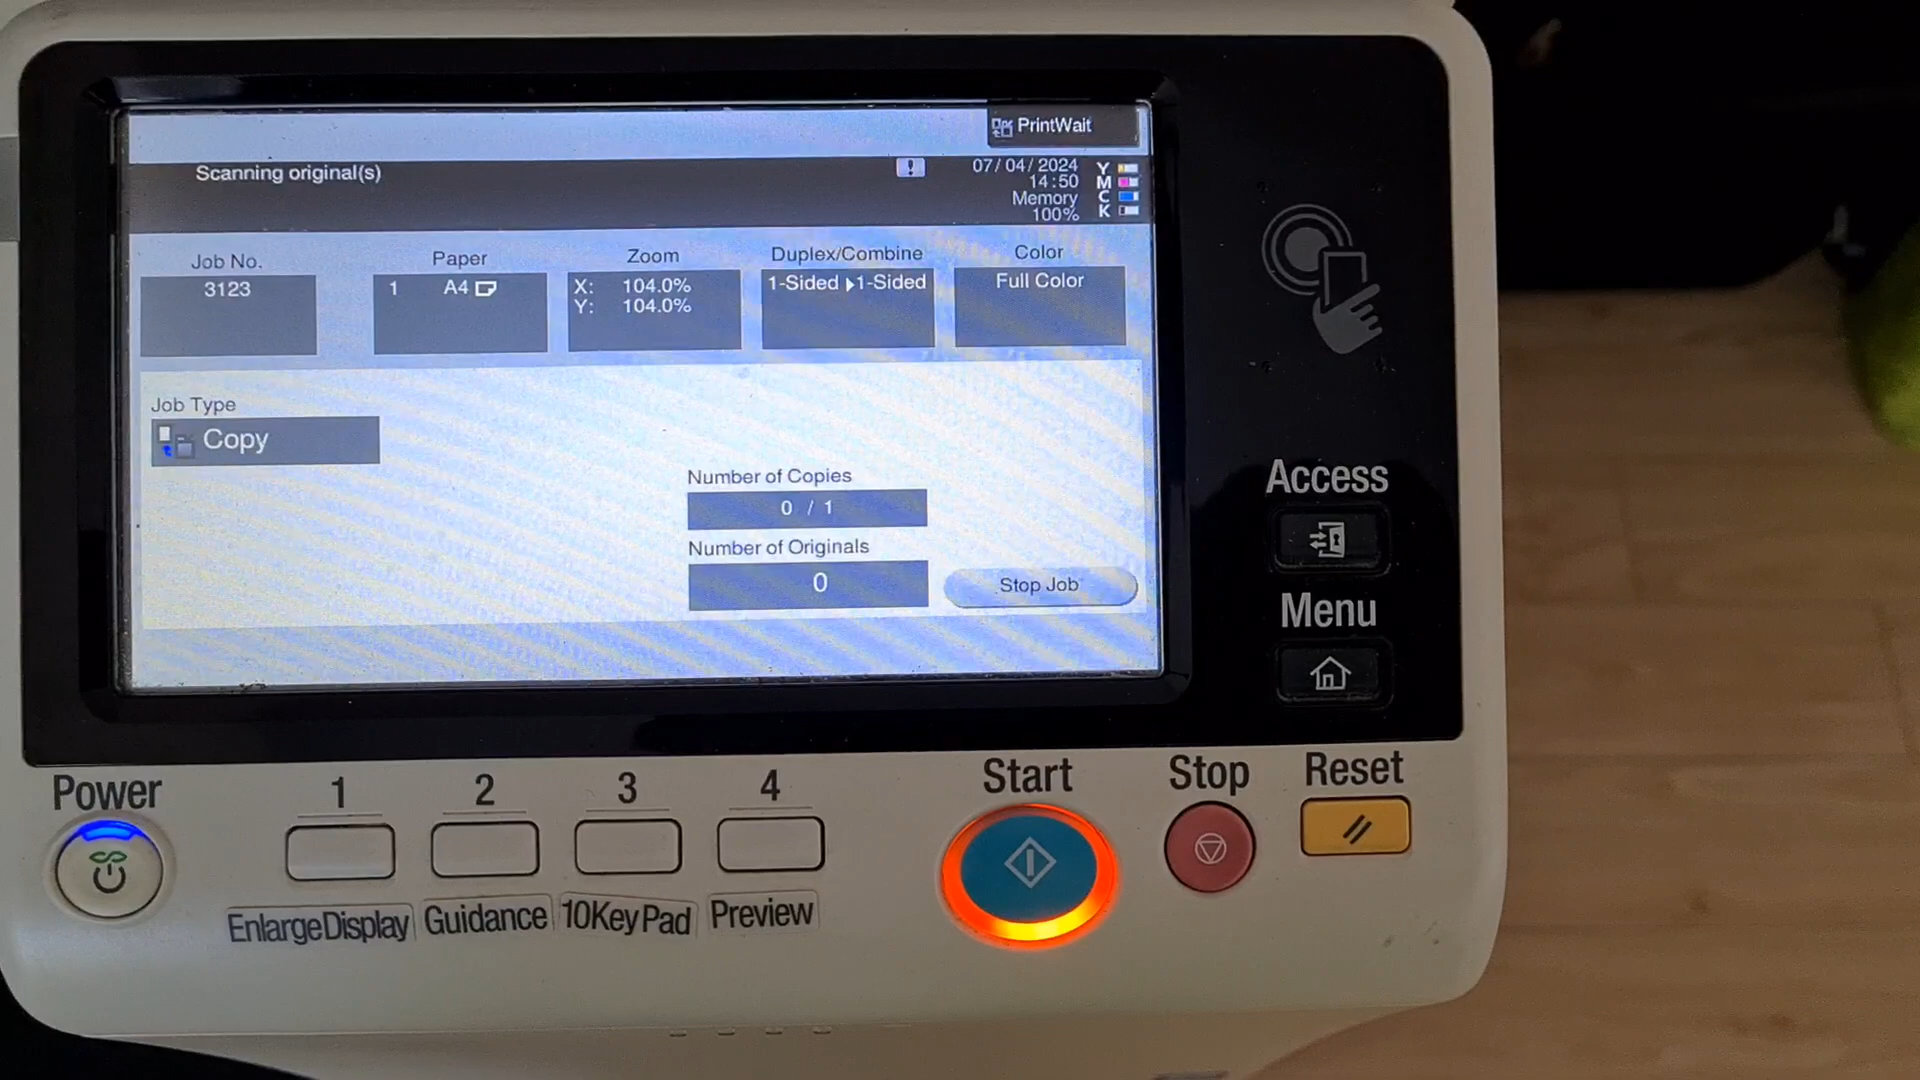 PrintWait
Scanning original(s)
!
07/04/2024
14:50
Memory
100%
Y
M
C
K
Job No.
3123
Paper
1 A4
Zoom
X: 104.0%
Y: 104.0%
Duplex/Combine
1-Sided ▶1-Sided
Color
Full Color
Job Type
Copy
Number of Copies
0 / 1
Number of Originals
0
Stop Job
Access
Menu
Power
1 2 3 4
Start Stop Reset
EnlargeDisplay Guidance 10KeyPad Preview